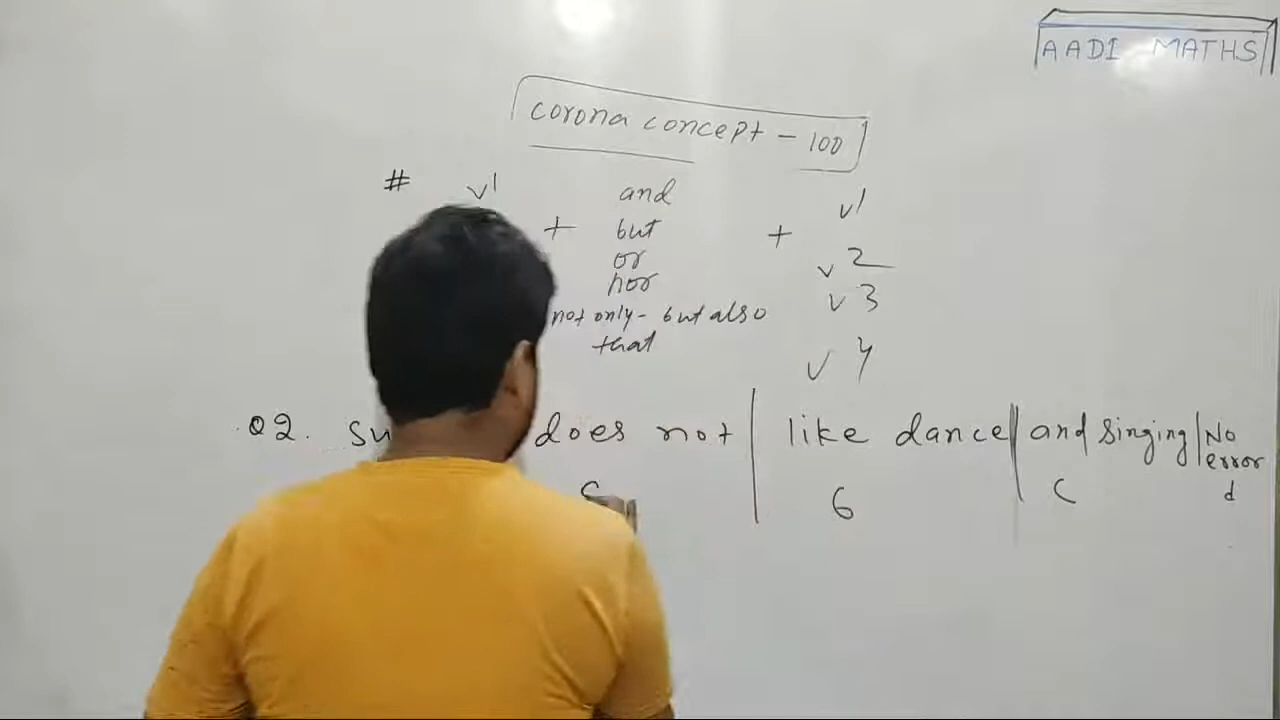 AADI MATHS
corona concept - 100
# v1 and v1
+ but + v2
or
nor v3
not only - but also
that v4
Q2. does not | like dance | and singing | No error
6 c d